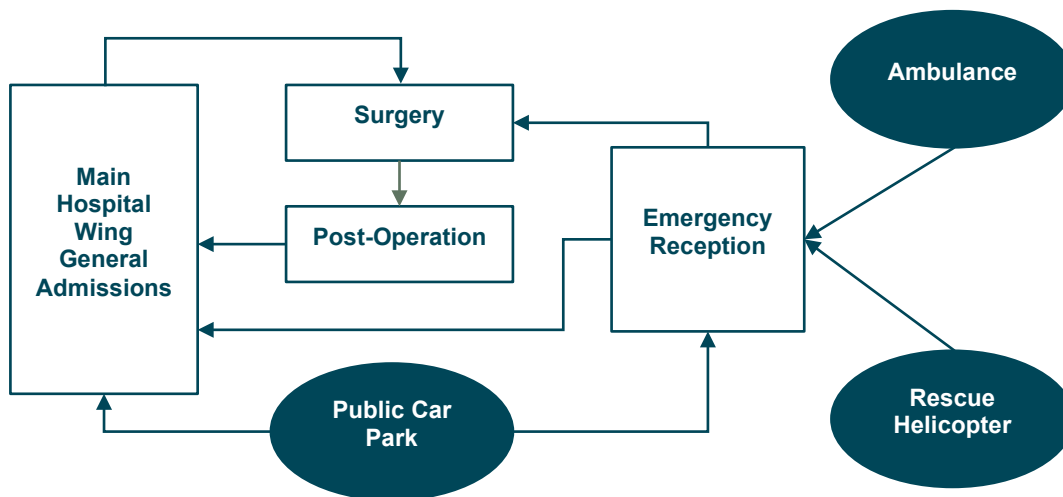 Ambulance
Surgery
Main
Hospital
Wing
General
Admissions
Post-Operation
Emergency
Reception
Public Car
Park
Rescue
Helicopter